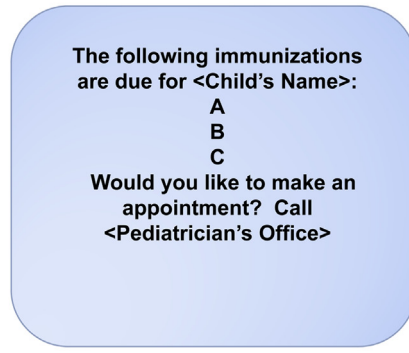 The following immunizations
are due for <Child's Name>:
A
B
C
Would you like to make an
appointment?  Call
<Pediatrician's Office>